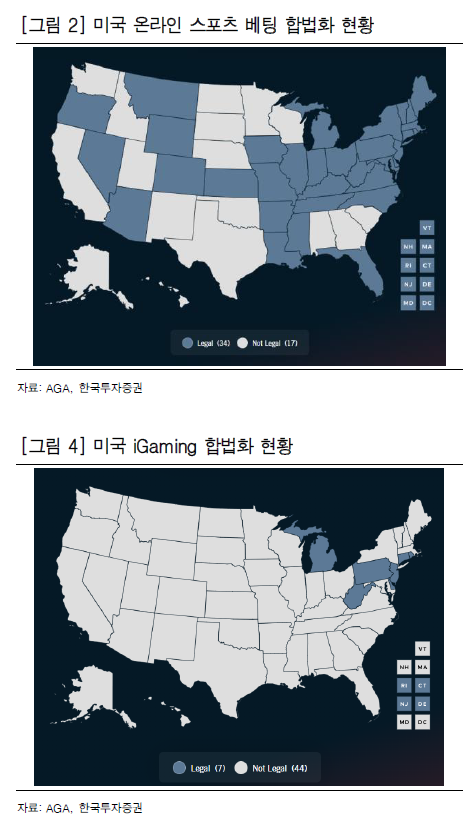 [그림 2] 미국 온라인 스포츠 베팅 합법화 현황
VT
NH MA
RI CT
NJ DE
MD DC
Legal (34) Not Legal (17)
자료: AGA, 한국투자증권
[그림 4] 미국 iGaming 합법화 현황
VT
NH MA
RI CT
NJ DE
MD DC
Legal (7) Not Legal (44)
자료: AGA, 한국투자증권